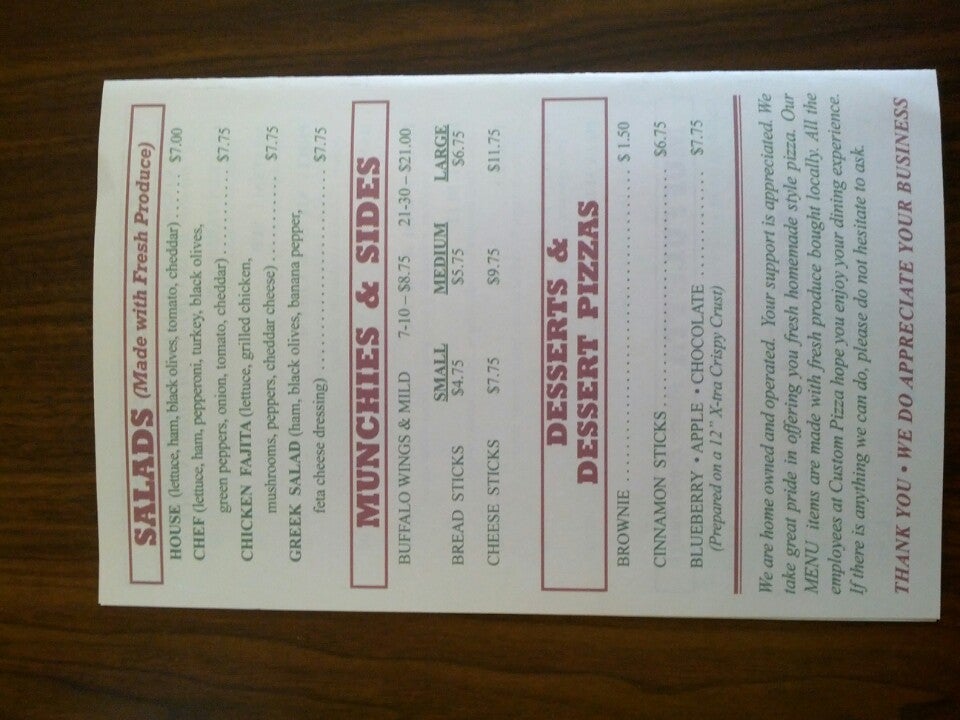 SALADS (Made with Fresh Produce)
HOUSE (lettuce, ham, black olives, tomato, cheddar) . . . . . . $7.00
CHEF (lettuce, ham, pepperoni, turkey, black olives,
green peppers, onion, tomato, cheddar) . . . . . . . . . . . . $7.75
CHICKEN FAJITA (lettuce, grilled chicken,
mushrooms, peppers, cheddar cheese) . . . . . . . . . . . . . $7.75
GREEK SALAD (ham, black olives, banana pepper,
feta cheese dressing) . . . . . . . . . . . . . . . . . . . . . . . . . . . $7.75
MUNCHIES & SIDES
BUFFALO WINGS & MILD 7-10 – $8.75 21-30 – $21.00
SMALL MEDIUM LARGE
BREAD STICKS $4.75 $5.75 $6.75
CHEESE STICKS $7.75 $9.75 $11.75
DESSERTS &
DESSERT PIZZAS
BROWNIE . . . . . . . . . . . . . . . . . . . . . . . . . . . . . . . . . . . . $ 1.50
CINNAMON STICKS . . . . . . . . . . . . . . . . . . . . . . . . . . . $6.75
BLUEBERRY • APPLE • CHOCOLATE . . . . . . . . . . . . $7.75
(Prepared on a 12" X-tra Crispy Crust)
We are home owned and operated. Your support is appreciated. We
take great pride in offering you fresh homemade style pizza. Our
MENU items are made with fresh produce bought locally. All the
employees at Custom Pizza hope you enjoy your dining experience.
If there is anything we can do, please do not hesitate to ask.
THANK YOU • WE DO APPRECIATE YOUR BUSINESS